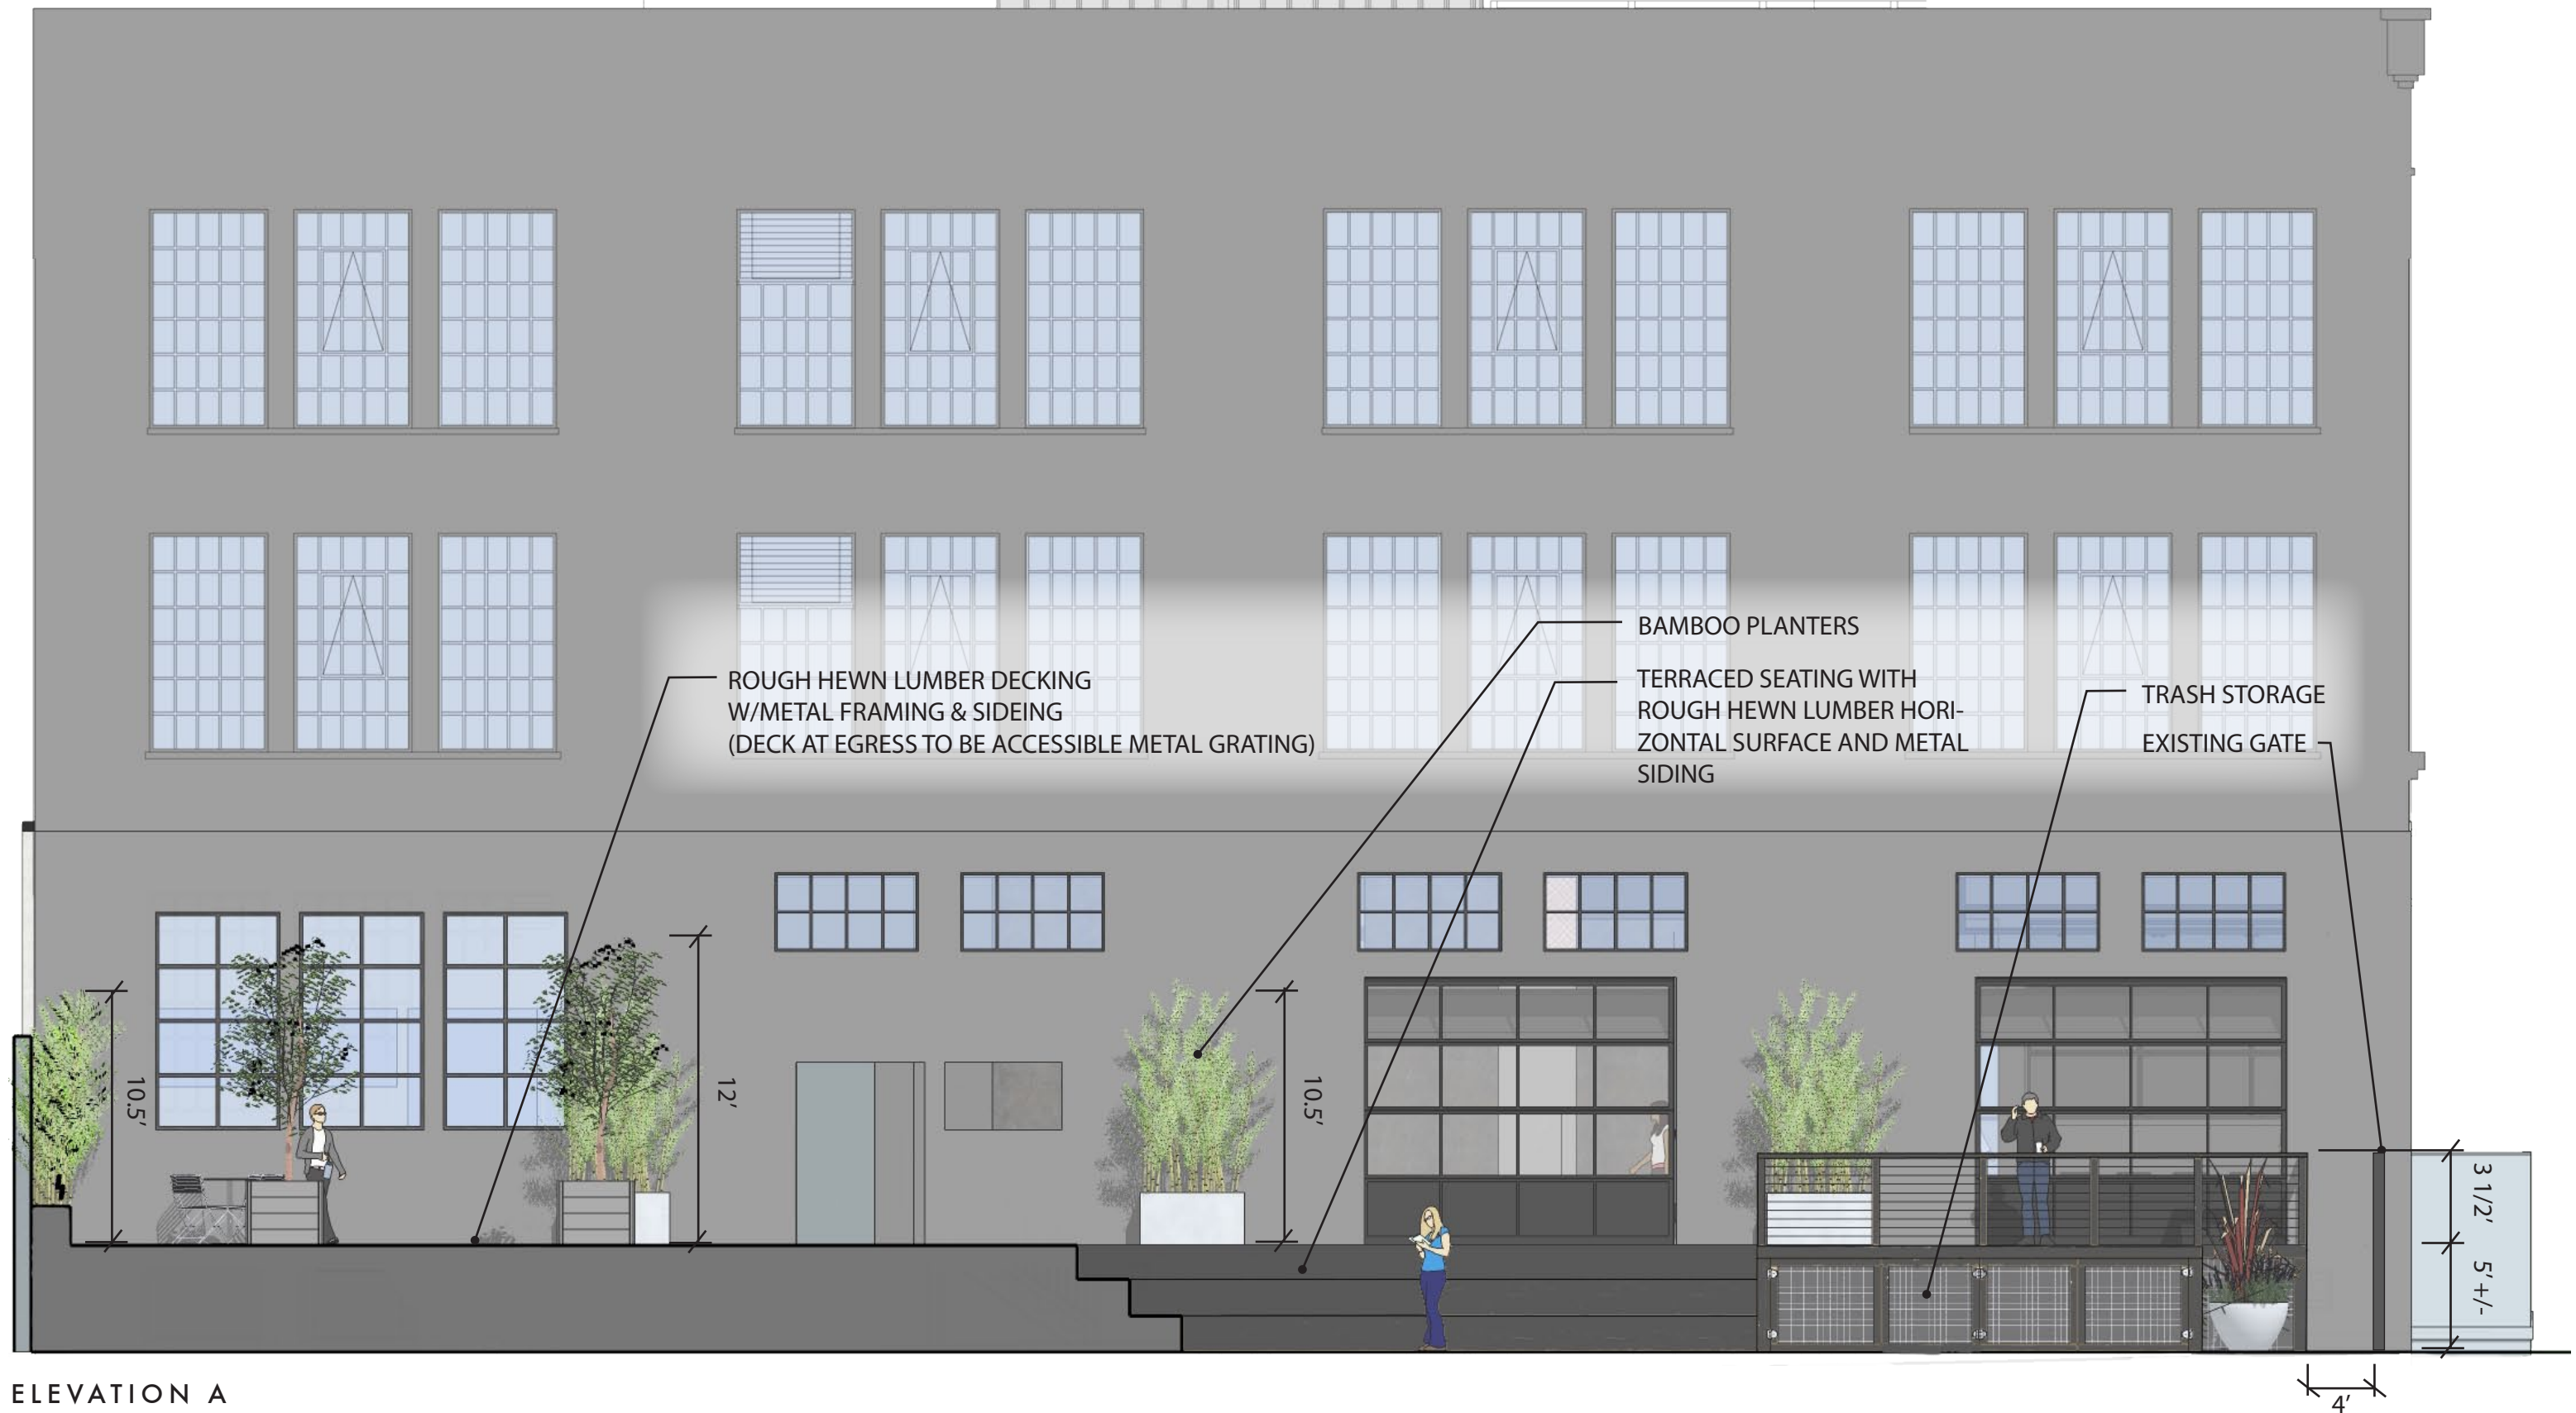 BAMBOO PLANTERS
ROUGH HEWN LUMBER DECKING
W/METAL FRAMING & SIDEING
(DECK AT EGRESS TO BE ACCESSIBLE METAL GRATING)
TERRACED SEATING WITH
ROUGH HEWN LUMBER HORI-
ZONTAL SURFACE AND METAL
SIDING
TRASH STORAGE
EXISTING GATE
10.5'
12'
10.5'
3 1/2'
5'+/-
4'
ELEVATION A